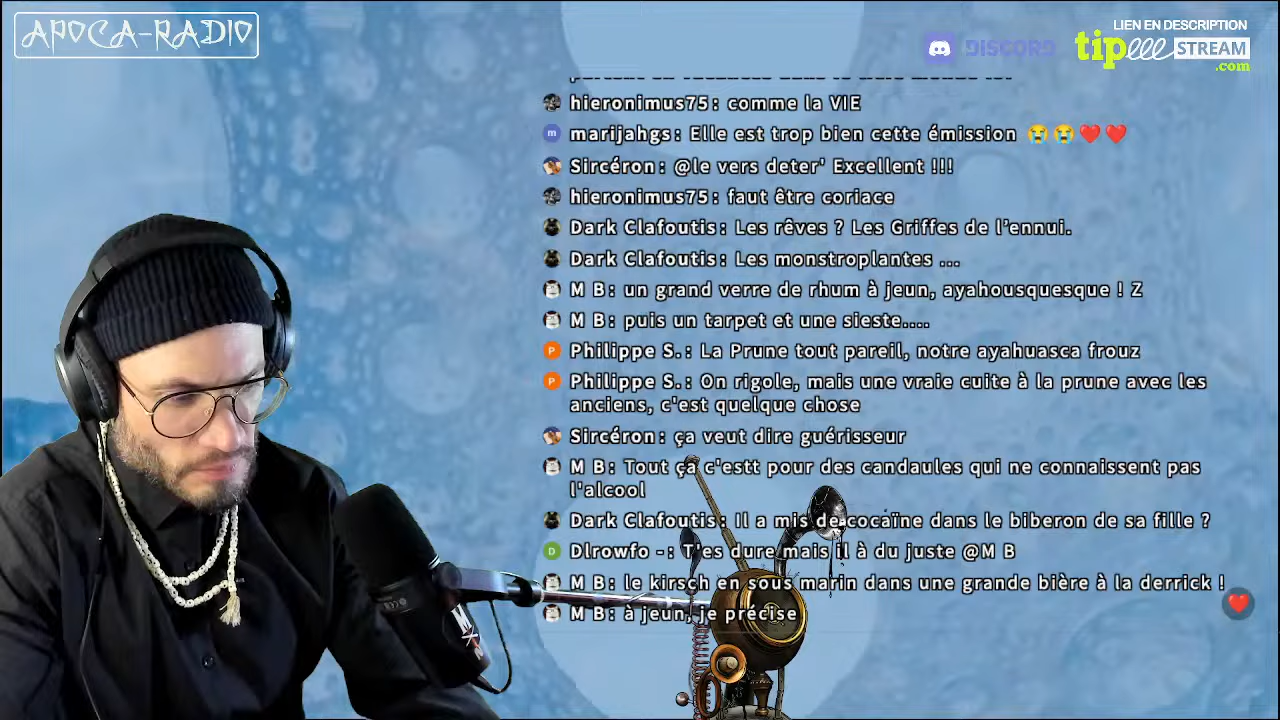 APOCA-RADIO
LIEN EN DESCRIPTION
DISCORD
tipeee STREAM
.com
hieronimus75: comme la VIE
m marijahgs: Elle est trop bien cette émission 😭😭❤️❤️
Sircéron: @le vers deter' Excellent !!!
hieronimus75: faut être coriace
Dark Clafoutis: Les rêves ? Les Griffes de l'ennui.
Dark Clafoutis: Les monstroplantes ...
M B: un grand verre de rhum à jeun, ayahousquesque ! Z
M B: puis un tarpet et une sieste....
P Philippe S.: La Prune tout pareil, notre ayahuasca frouz
P Philippe S.: On rigole, mais une vraie cuite à la prune avec les
anciens, c'est quelque chose
Sircéron: ça veut dire guérisseur
M B: Tout ça c'estt pour des candaules qui ne connaissent pas
l'alcool
Dark Clafoutis: Il a mis de cocaïne dans le biberon de sa fille ?
D Dlrowfo -: T'es dure mais il à du juste @M B
M B: le kirsch en sous marin dans une grande bière à la derrick !
M B: à jeun, je précise